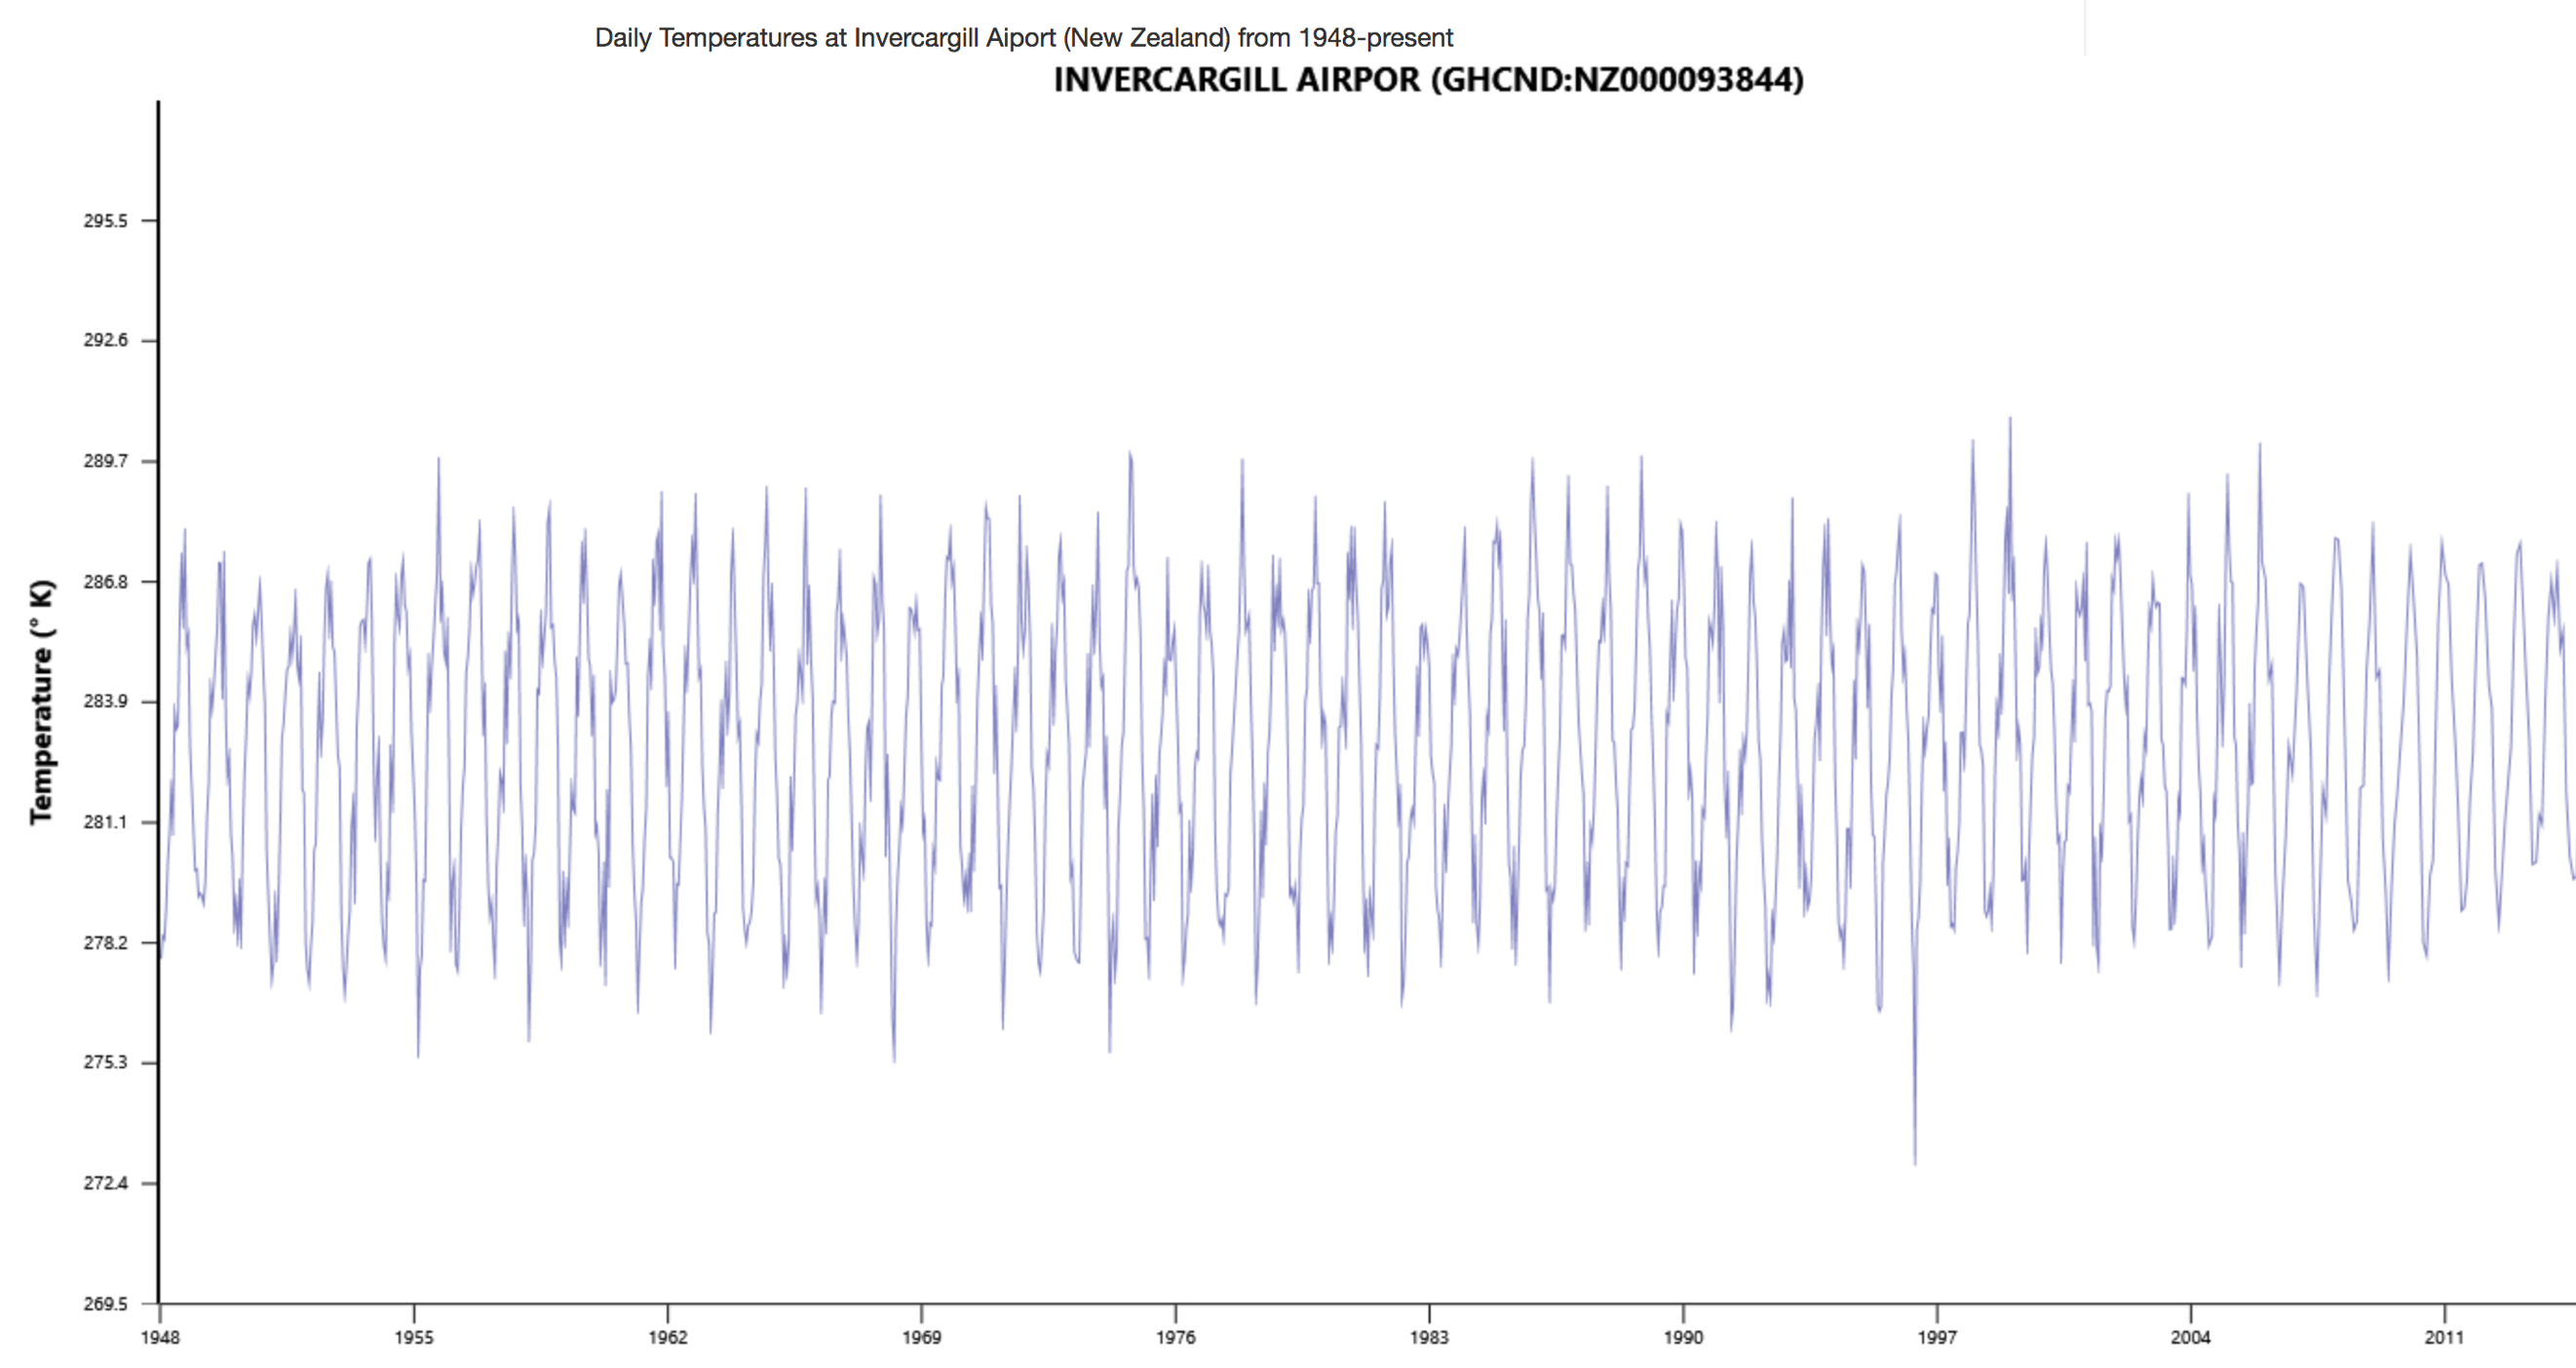 Daily Temperatures at Invercargill Aiport (New Zealand) from 1948-present
INVERCARGILL AIRPOR (GHCND:NZ000093844)
Temperature (° K)
295.5
292.6
289.7
286.8
283.9
281.1
278.2
275.3
272.4
269.5
1948 1955 1962 1969 1976 1983 1990 1997 2004 2011